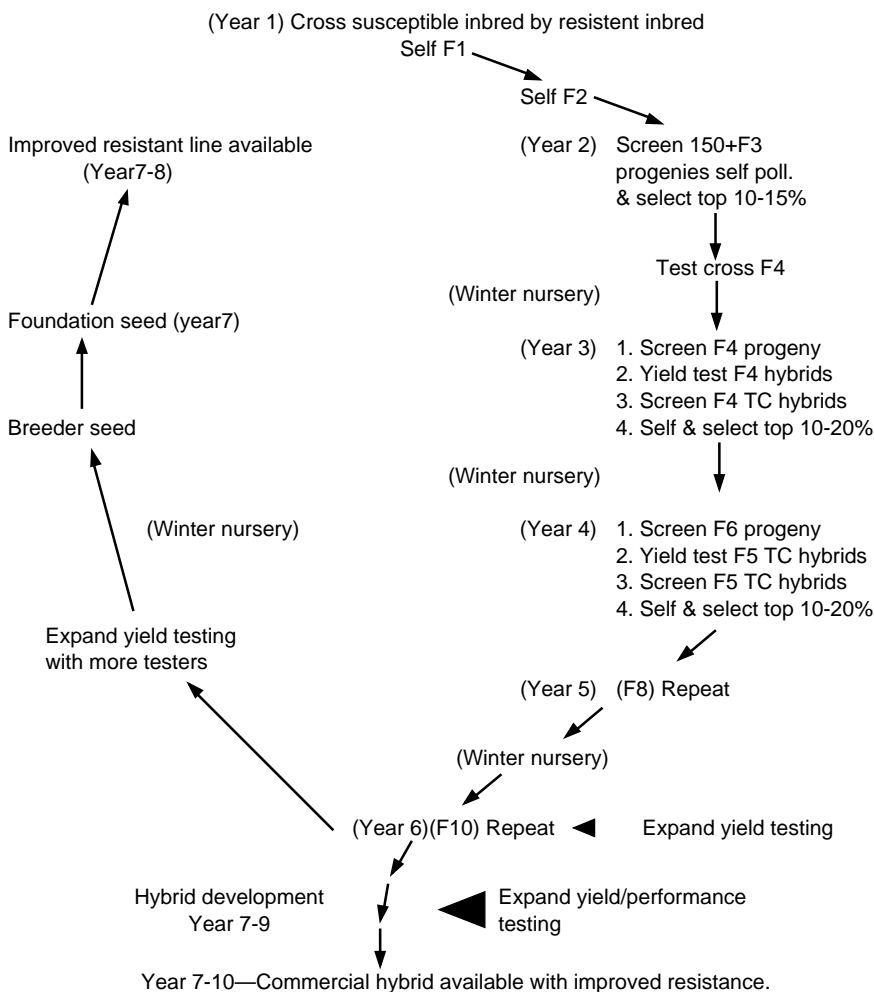 (Year 1) Cross susceptible inbred by resistent inbred
Self F1
Self F2
(Year 2) Screen 150+F3
progenies self poll.
& select top 10-15%
Test cross F4
(Winter nursery)
(Year 3) 1. Screen F4 progeny
2. Yield test F4 hybrids
3. Screen F4 TC hybrids
4. Self & select top 10-20%
(Winter nursery)
(Year 4) 1. Screen F6 progeny
2. Yield test F5 TC hybrids
3. Screen F5 TC hybrids
4. Self & select top 10-20%
(Year 5) (F8) Repeat
(Winter nursery)
(Year 6)(F10) Repeat
Expand yield testing
Expand yield testing
with more testers
(Winter nursery)
Breeder seed
Foundation seed (year7)
Improved resistant line available
(Year7-8)
Hybrid development
Year 7-9
Expand yield/performance
testing
Year 7-10—Commercial hybrid available with improved resistance.